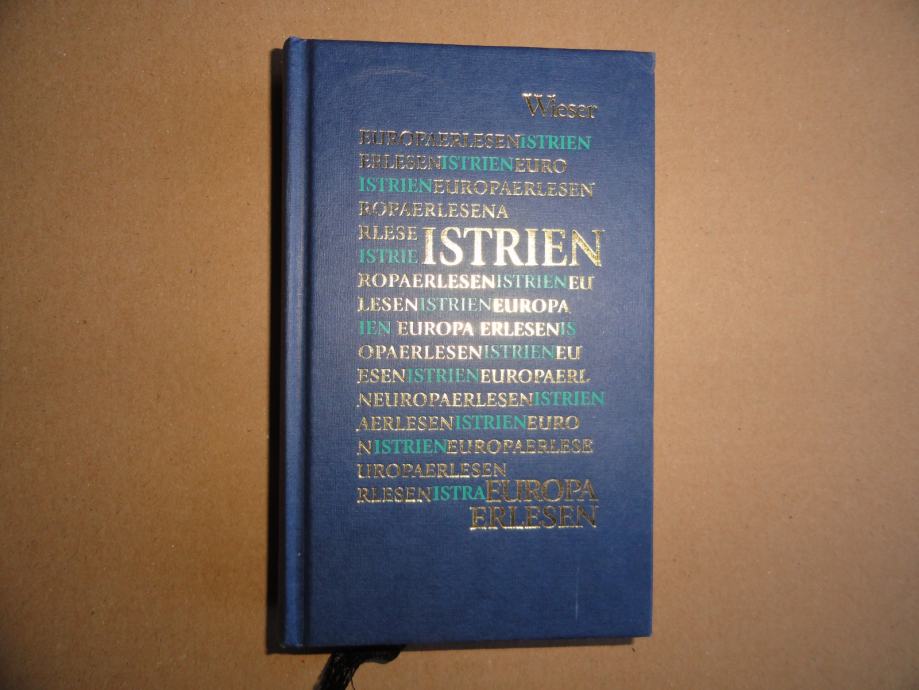 Wieser
EUROPAERLESENISTRIEN
ERLESENISTRIENEURO
ISTRIENEUROPAERLESEN
ROPAERLESENA
RLESE
ISTRIE ISTRIEN
ROPAERLESENISTRIENEU
LESENISTRIENEUROPA
IEN EUROPA ERLESENIS
OPAERLESENISTRIENEU
ESENISTRIENEUROPAERL
NEUROPAERLESENISTRIEN
AERLESENISTRIENEURO
NISTRIENEUROPAERLESE
UROPAERLESEN
RLESENISTRAEUROPA
ERLESEN